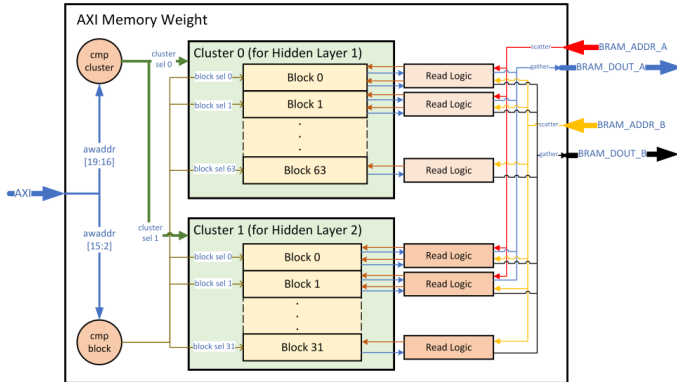 AXI Memory Weight
cmp
cluster
cluster
sel 0
Cluster 0 (for Hidden Layer 1)
block sel 0
Block 0
Read Logic
block sel 1
Block 1
Read Logic
.
.
.
block sel 63
Block 63
Read Logic
scatter
BRAM_ADDR_A
gather
BRAM_DOUT_A
scatter
BRAM_ADDR_B
gather
BRAM_DOUT_B
awaddr
[19:16]
AXI
awaddr
[15:2]
cluster
sel 1
Cluster 1 (for Hidden Layer 2)
block sel 0
Block 0
Read Logic
block sel 1
Block 1
Read Logic
.
.
.
block sel 31
Block 31
Read Logic
cmp
block